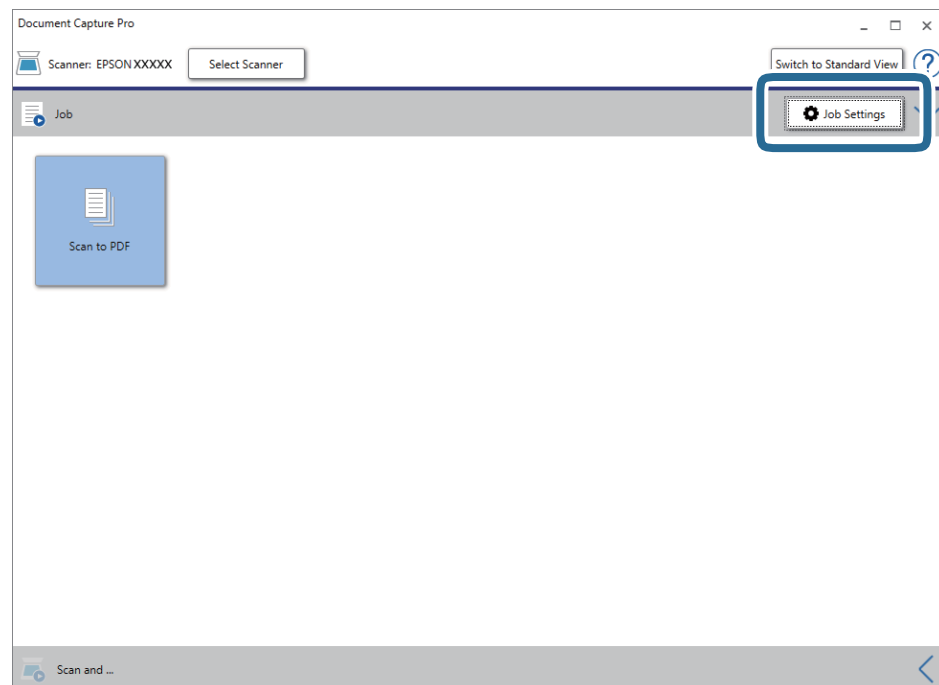 Document Capture Pro
Scanner: EPSON XXXXX Select Scanner Switch to Standard View ?
Job Job Settings
Scan to PDF
Scan and ...